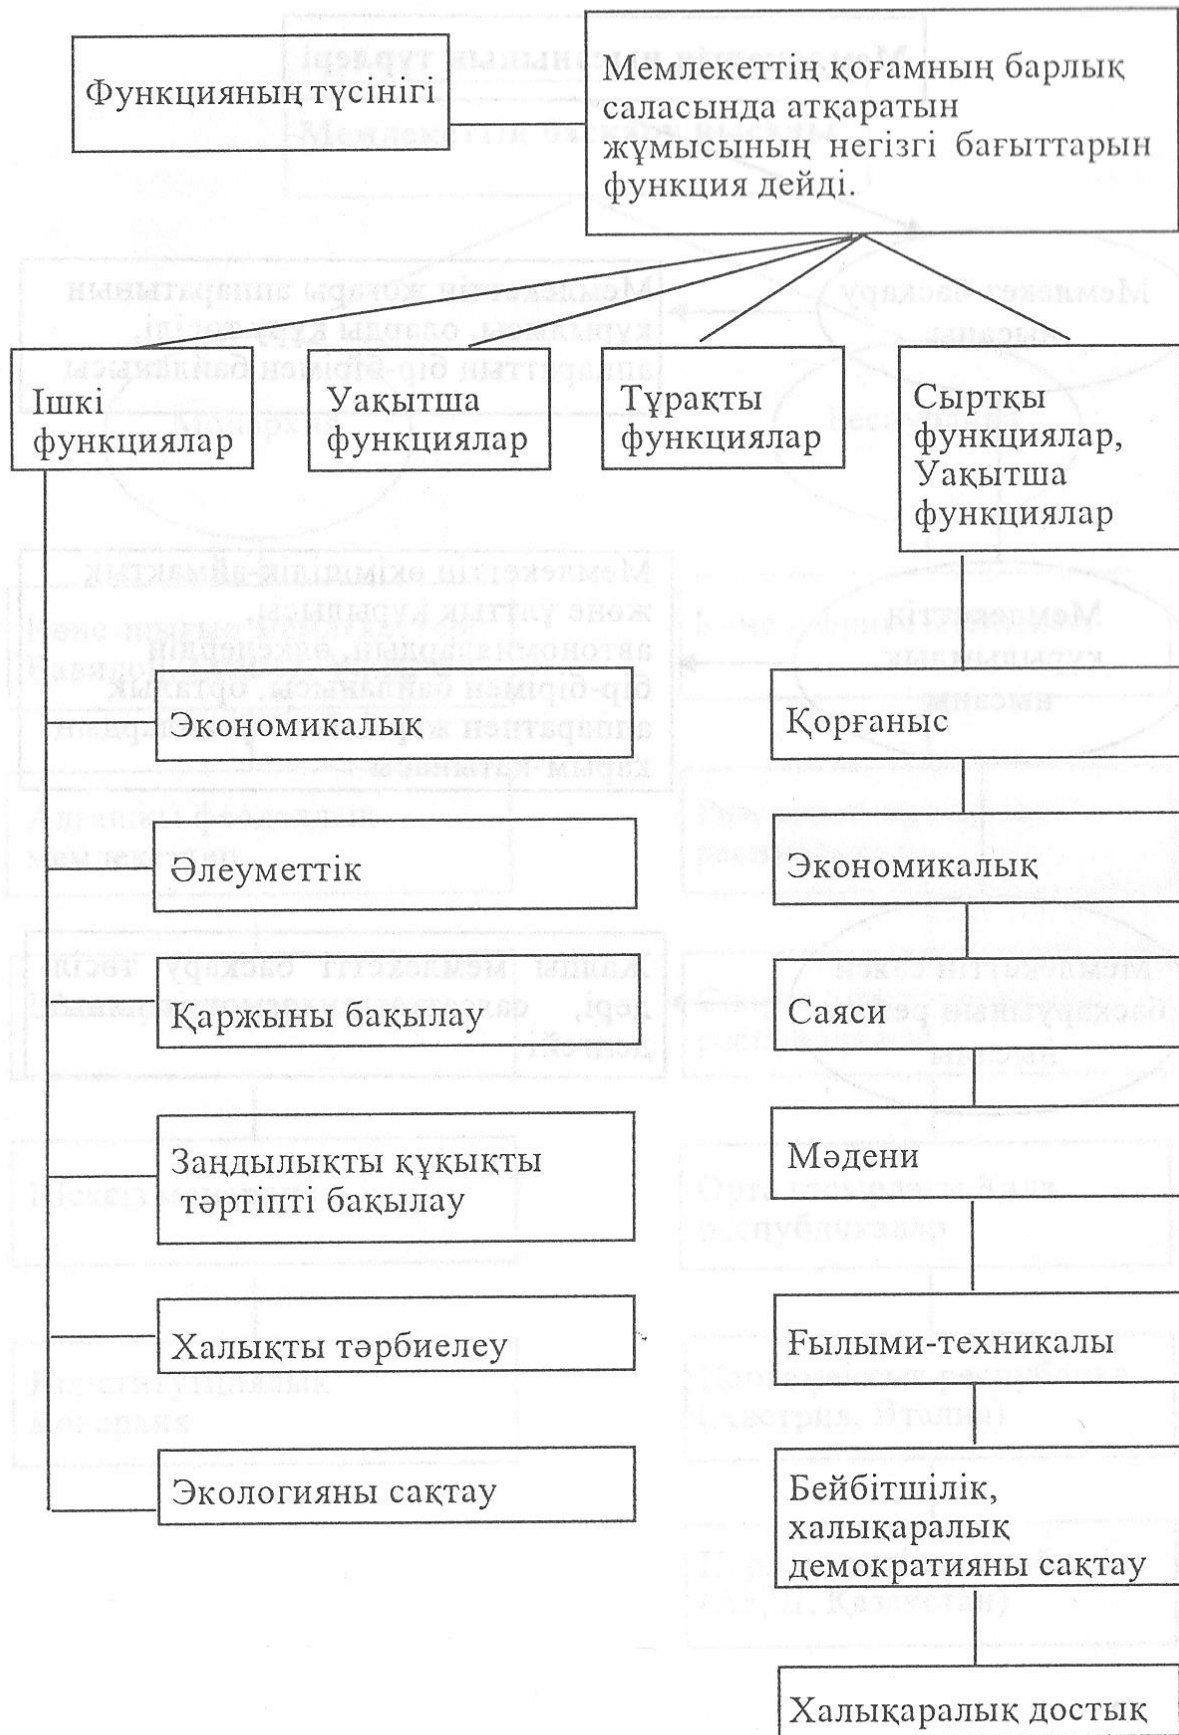 Функцияның түсінігі
Мемлекеттің қоғамның барлық
саласында атқаратын
жұмысының негізгі бағыттарын
функция дейді.
Ішкі
функциялар
Уақытша
функциялар
Тұрақты
функциялар
Сыртқы
функциялар,
Уақытша
функциялар
Экономикалық
Әлеуметтік
Қаржыны бақылау
Заңдылықты құқықты
тәртіпті бақылау
Халықты тәрбиелеу
Экологияны сақтау
Қорғаныс
Экономикалық
Саяси
Мәдени
Ғылыми-техникалы
Бейбітшілік,
халықаралық
демократияны сақтау
Халықаралық достық